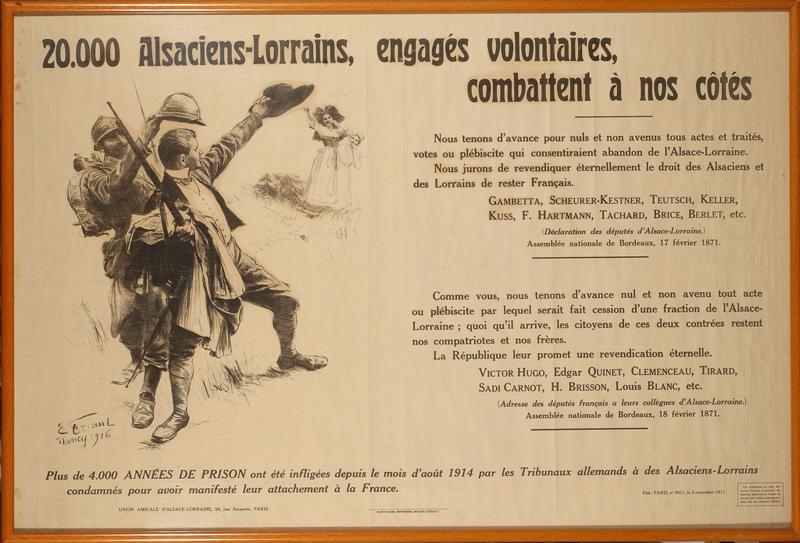 20.000 Alsaciens-Lorrains, engagés volontaires,
combattent à nos côtés
Nous tenons d'avance pour nuls et non avenus tous actes et traités,
votes ou plébiscite qui consentiraient abandon de l'Alsace-Lorraine.
Nous jurons de revendiquer éternellement le droit des Alsaciens et
des Lorrains de rester Français.
GAMBETTA, SCHEURER-KESTNER, TEUTSCH, KELLER,
KUSS, F. HARTMANN, TACHARD, BRICE, BERLET, etc.
(Déclaration des députés d'Alsace-Lorraine.)
Assemblée nationale de Bordeaux, 17 février 1871.
Comme vous, nous tenons d'avance nul et non avenu tout acte
ou plébiscite par lequel serait fait cession d'une fraction de l'Alsace-
Lorraine ; quoi qu'il arrive, les citoyens de ces deux contrées restent
nos compatriotes et nos frères.
La République leur promet une revendication éternelle.
VICTOR HUGO, Edgar QUINET, CLEMENCEAU, TIRARD,
SADI CARNOT, H. BRISSON, Louis BLANC, etc.
(Adresse des députés français a leurs collègues d'Alsace-Lorraine.)
Assemblée nationale de Bordeaux, 18 février 1871.
Nancy 1916
Plus de 4.000 ANNÉES DE PRISON ont été infligées depuis le mois d'août 1914 par les Tribunaux allemands à des Alsaciens-Lorrains
condamnés pour avoir manifesté leur attachement à la France.
UNION AMICALE D'ALSACE-LORRAINE, 28, rue Serpente, PARIS.